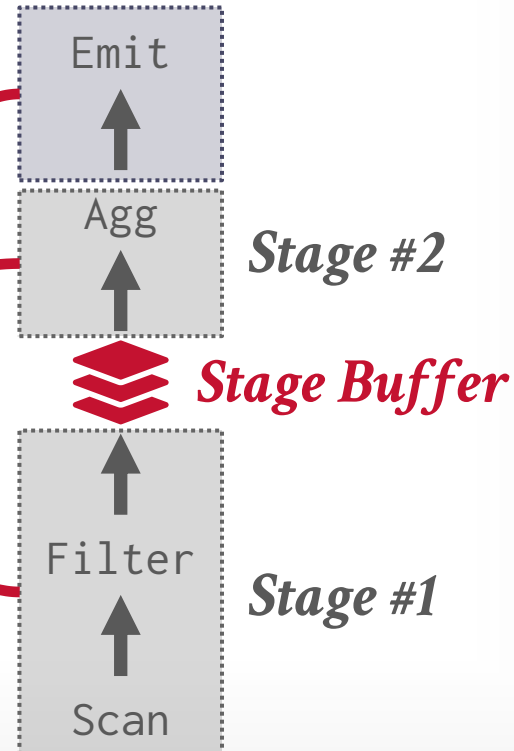 Emit
Agg
Stage #2
Stage Buffer
Filter
Stage #1
Scan